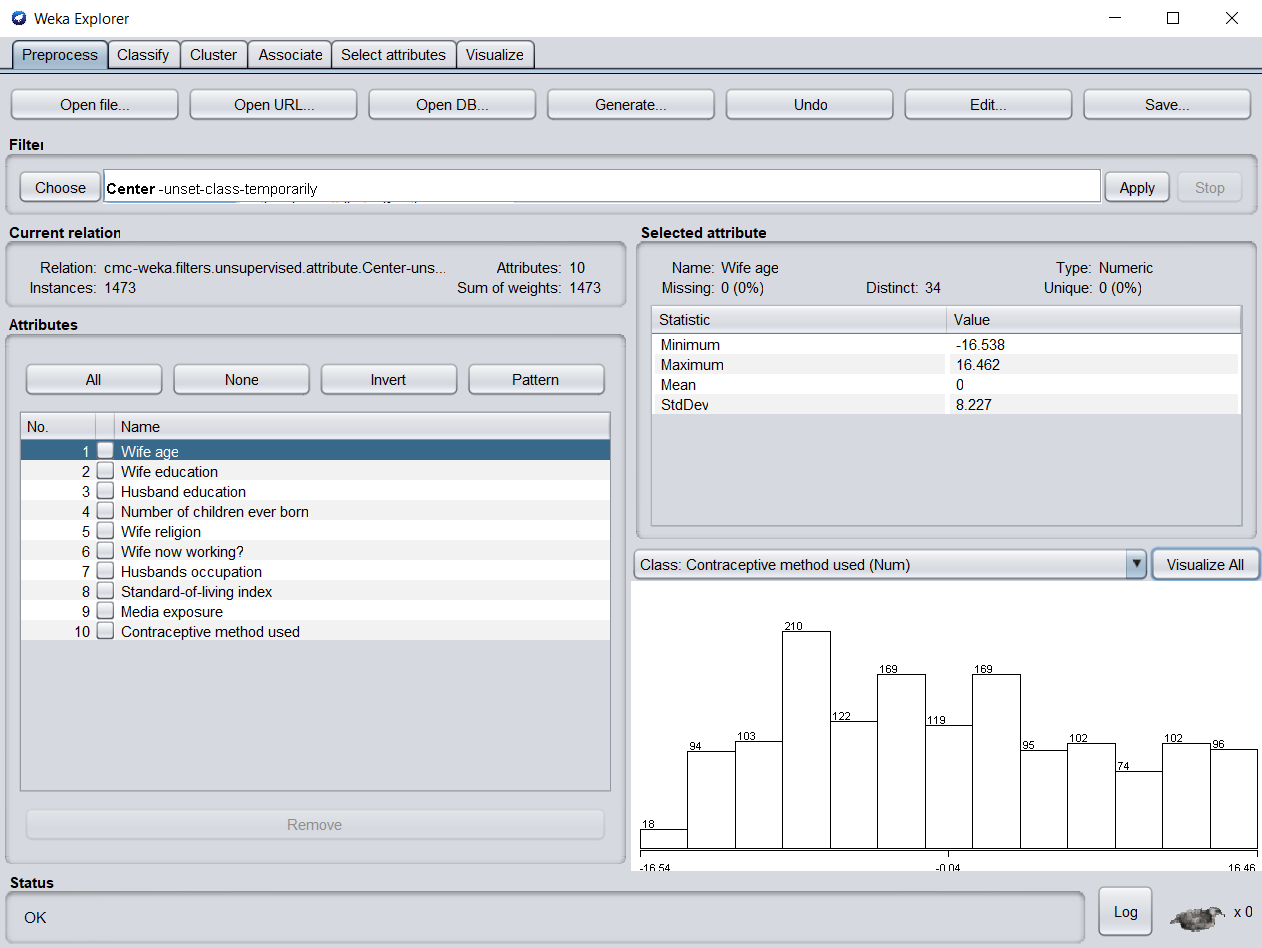 Weka Explorer
Preprocess Classify Cluster Associate Select attributes Visualize
Open file... Open URL... Open DB... Generate... Undo Edit... Save...
Filter
Choose Center -unset-class-temporarily Apply Stop
Current relation
Relation: cmc-weka.filters.unsupervised.attribute.Center-uns... Attributes: 10
Instances: 1473 Sum of weights: 1473
Attributes
All None Invert Pattern
No. Name
1 Wife age
2 Wife education
3 Husband education
4 Number of children ever born
5 Wife religion
6 Wife now working?
7 Husbands occupation
8 Standard-of-living index
9 Media exposure
10 Contraceptive method used
Remove
Selected attribute
Name: Wife age Type: Numeric
Missing: 0 (0%) Distinct: 34 Unique: 0 (0%)
Statistic Value
Minimum -16.538
Maximum 16.462
Mean 0
StdDev 8.227
Class: Contraceptive method used (Num) Visualize All
18 94 103 210 122 169 119 169 95 102 74 102 96
-16.54 -0.04 16.46
Status
OK Log x 0